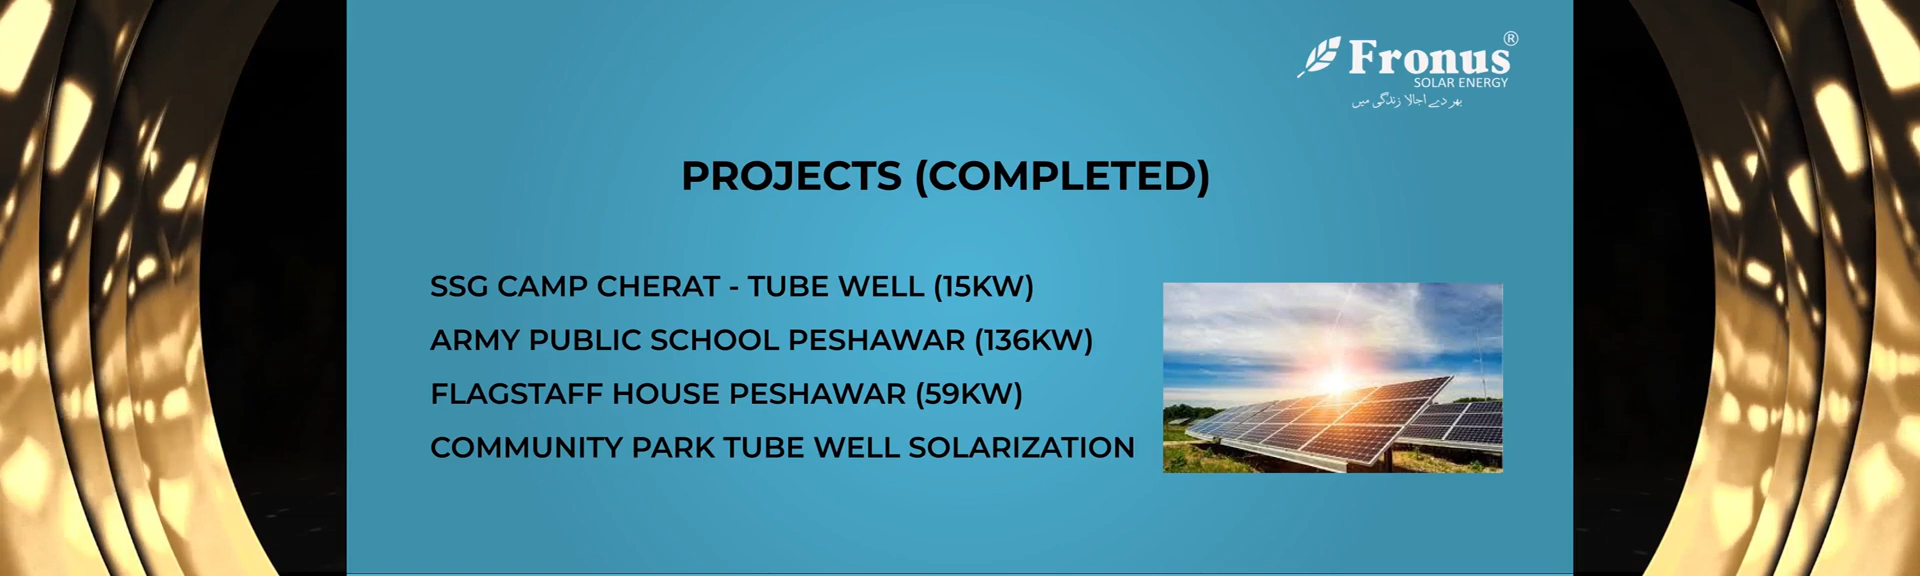 Fronus®
SOLAR ENERGY
بھر دے اجالا زندگی میں
PROJECTS (COMPLETED)
SSG CAMP CHERAT - TUBE WELL (15KW)
ARMY PUBLIC SCHOOL PESHAWAR (136KW)
FLAGSTAFF HOUSE PESHAWAR (59KW)
COMMUNITY PARK TUBE WELL SOLARIZATION